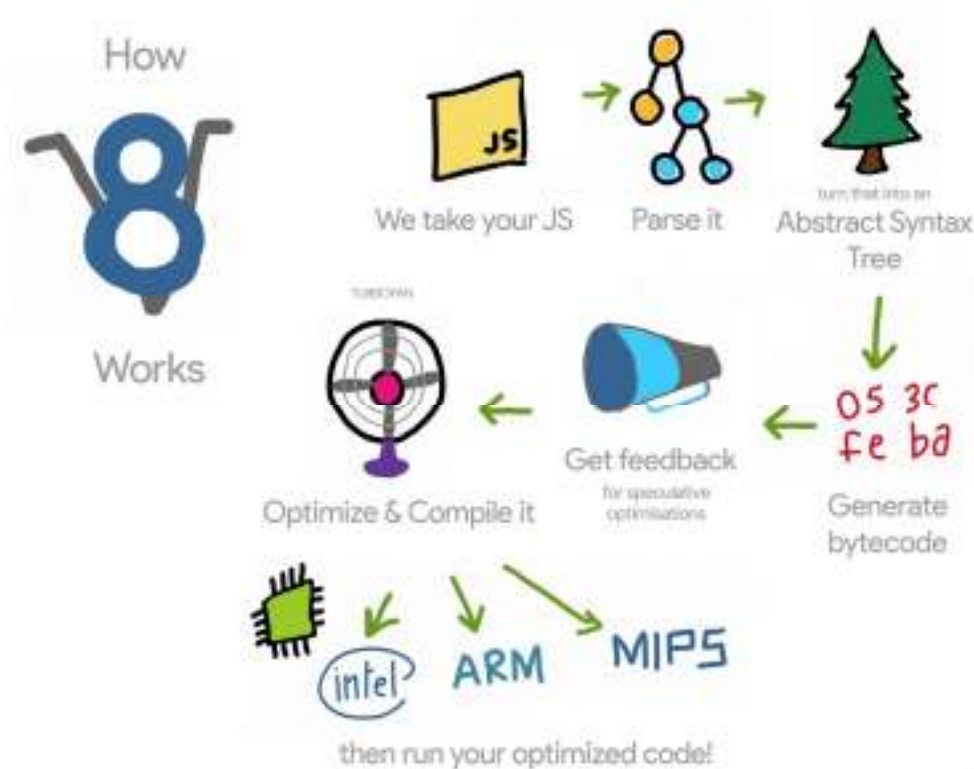 How
8
Works
JS
We take your JS
Parse it
turn that into an
Abstract Syntax
Tree
05 3c
fe ba
Generate
bytecode
Get feedback
for speculative
optimisations
TURBOFAN
Optimize & Compile it
intel
ARM
MIPS
then run your optimized code!